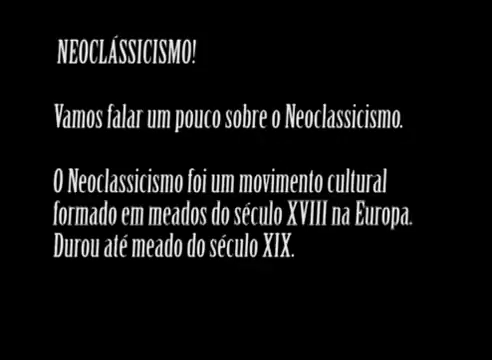 NEOCLÁSSICISMO!
Vamos falar um pouco sobre o Neoclassicismo.
O Neoclassicismo foi um movimento cultural
formado em meados do século XVIII na Europa.
Durou até meado do século XIX.